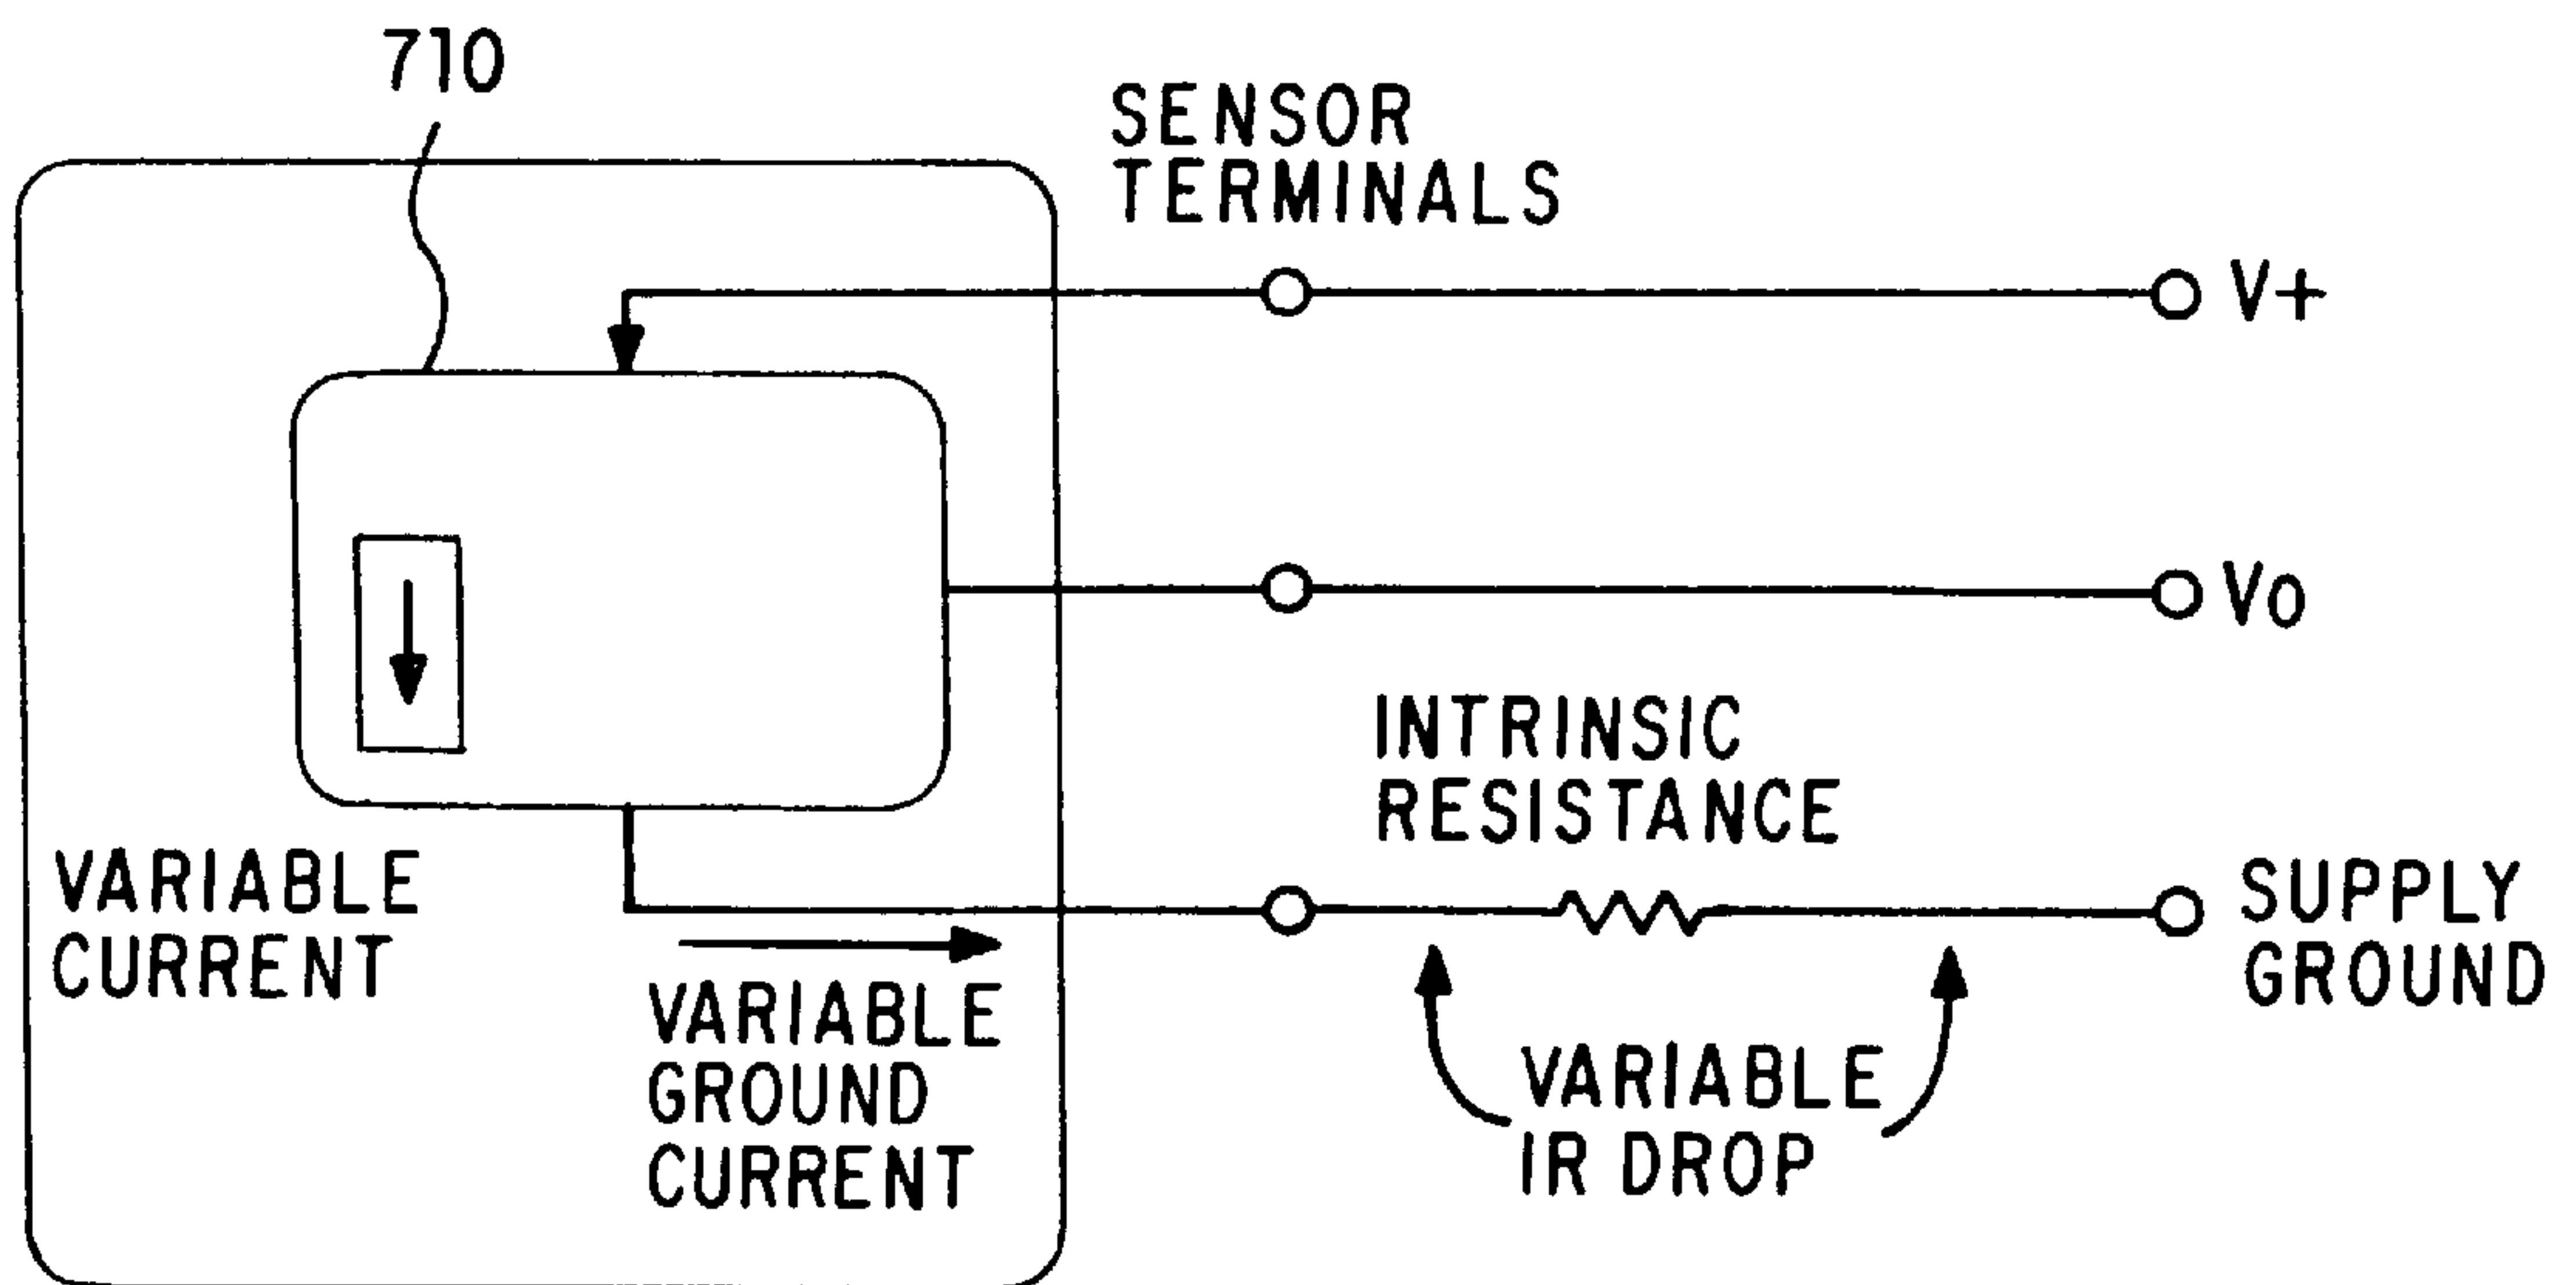 710
SENSOR
TERMINALS
V+
Vo
INTRINSIC
RESISTANCE
VARIABLE
CURRENT
SUPPLY
GROUND
VARIABLE
GROUND
CURRENT
VARIABLE
IR DROP